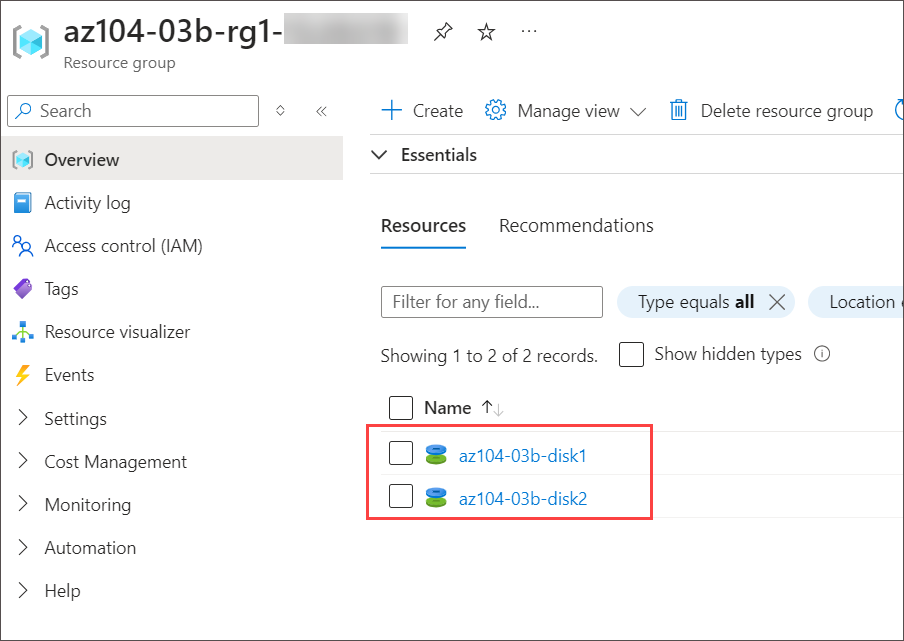 az104-03b-rg1-
Resource group
Search
Overview
Activity log
Access control (IAM)
Tags
Resource visualizer
Events
Settings
Cost Management
Monitoring
Automation
Help
Create Manage view Delete resource group
Essentials
Resources Recommendations
Filter for any field... Type equals all Location
Showing 1 to 2 of 2 records. Show hidden types
Name
az104-03b-disk1
az104-03b-disk2